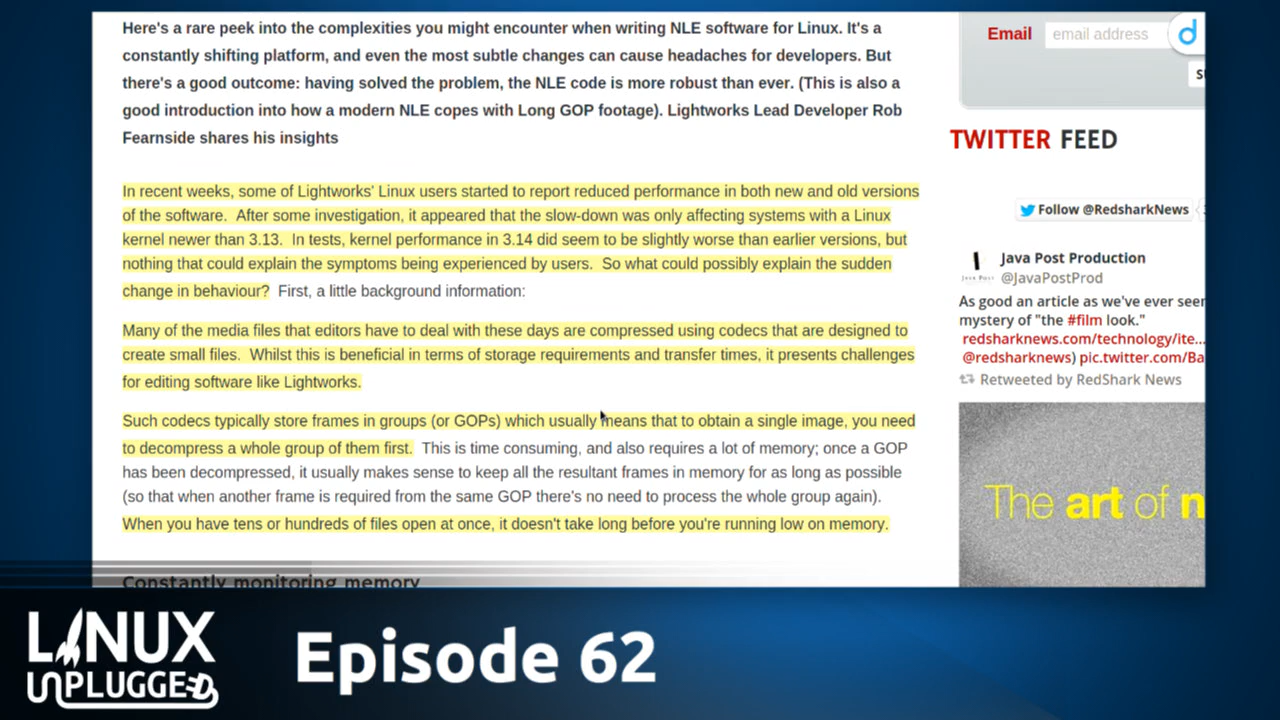 Here's a rare peek into the complexities you might encounter when writing NLE software for Linux. It's a
constantly shifting platform, and even the most subtle changes can cause headaches for developers. But
there's a good outcome: having solved the problem, the NLE code is more robust than ever. (This is also a
good introduction into how a modern NLE copes with Long GOP footage). Lightworks Lead Developer Rob
Fearnside shares his insights
In recent weeks, some of Lightworks' Linux users started to report reduced performance in both new and old versions
of the software. After some investigation, it appeared that the slow-down was only affecting systems with a Linux
kernel newer than 3.13. In tests, kernel performance in 3.14 did seem to be slightly worse than earlier versions, but
nothing that could explain the symptoms being experienced by users. So what could possibly explain the sudden
change in behaviour? First, a little background information:
Many of the media files that editors have to deal with these days are compressed using codecs that are designed to
create small files. Whilst this is beneficial in terms of storage requirements and transfer times, it presents challenges
for editing software like Lightworks.
Such codecs typically store frames in groups (or GOPs) which usually means that to obtain a single image, you need
to decompress a whole group of them first. This is time consuming, and also requires a lot of memory; once a GOP
has been decompressed, it usually makes sense to keep all the resultant frames in memory for as long as possible
(so that when another frame is required from the same GOP there's no need to process the whole group again).
When you have tens or hundreds of files open at once, it doesn't take long before you're running low on memory.
Constantly monitoring memory
Email email address d
TWITTER FEED
Follow @RedsharkNews
Java Post Production
@JavaPostProd
As good an article as we've ever seen
mystery of "the #film look."
redsharknews.com/technology/ite...
@redsharknews) pic.twitter.com/Ba
Retweeted by RedShark News
JAVA POST
The art of n
LINUX
UNPLUGGED
Episode 62